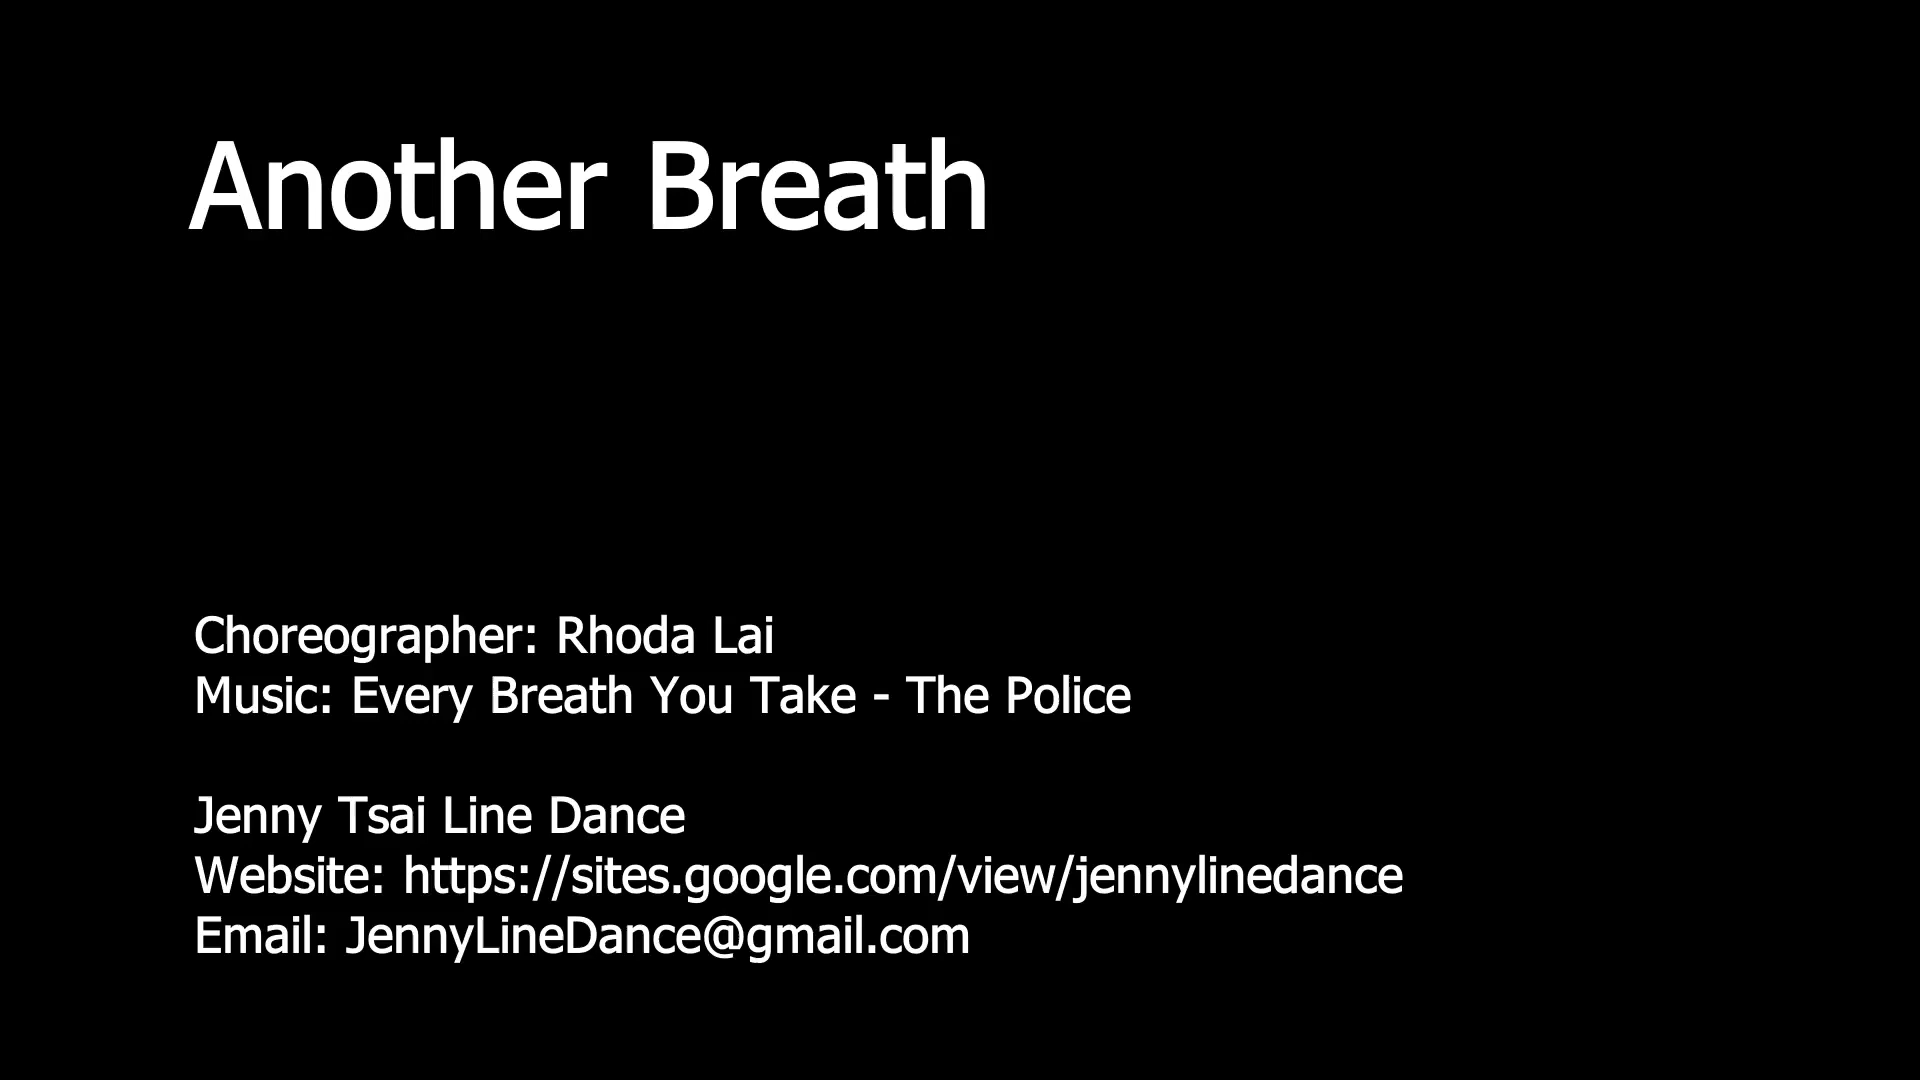 Another Breath
Choreographer: Rhoda Lai
Music: Every Breath You Take - The Police
Jenny Tsai Line Dance
Website: https://sites.google.com/view/jennylinedance
Email: JennyLineDance@gmail.com